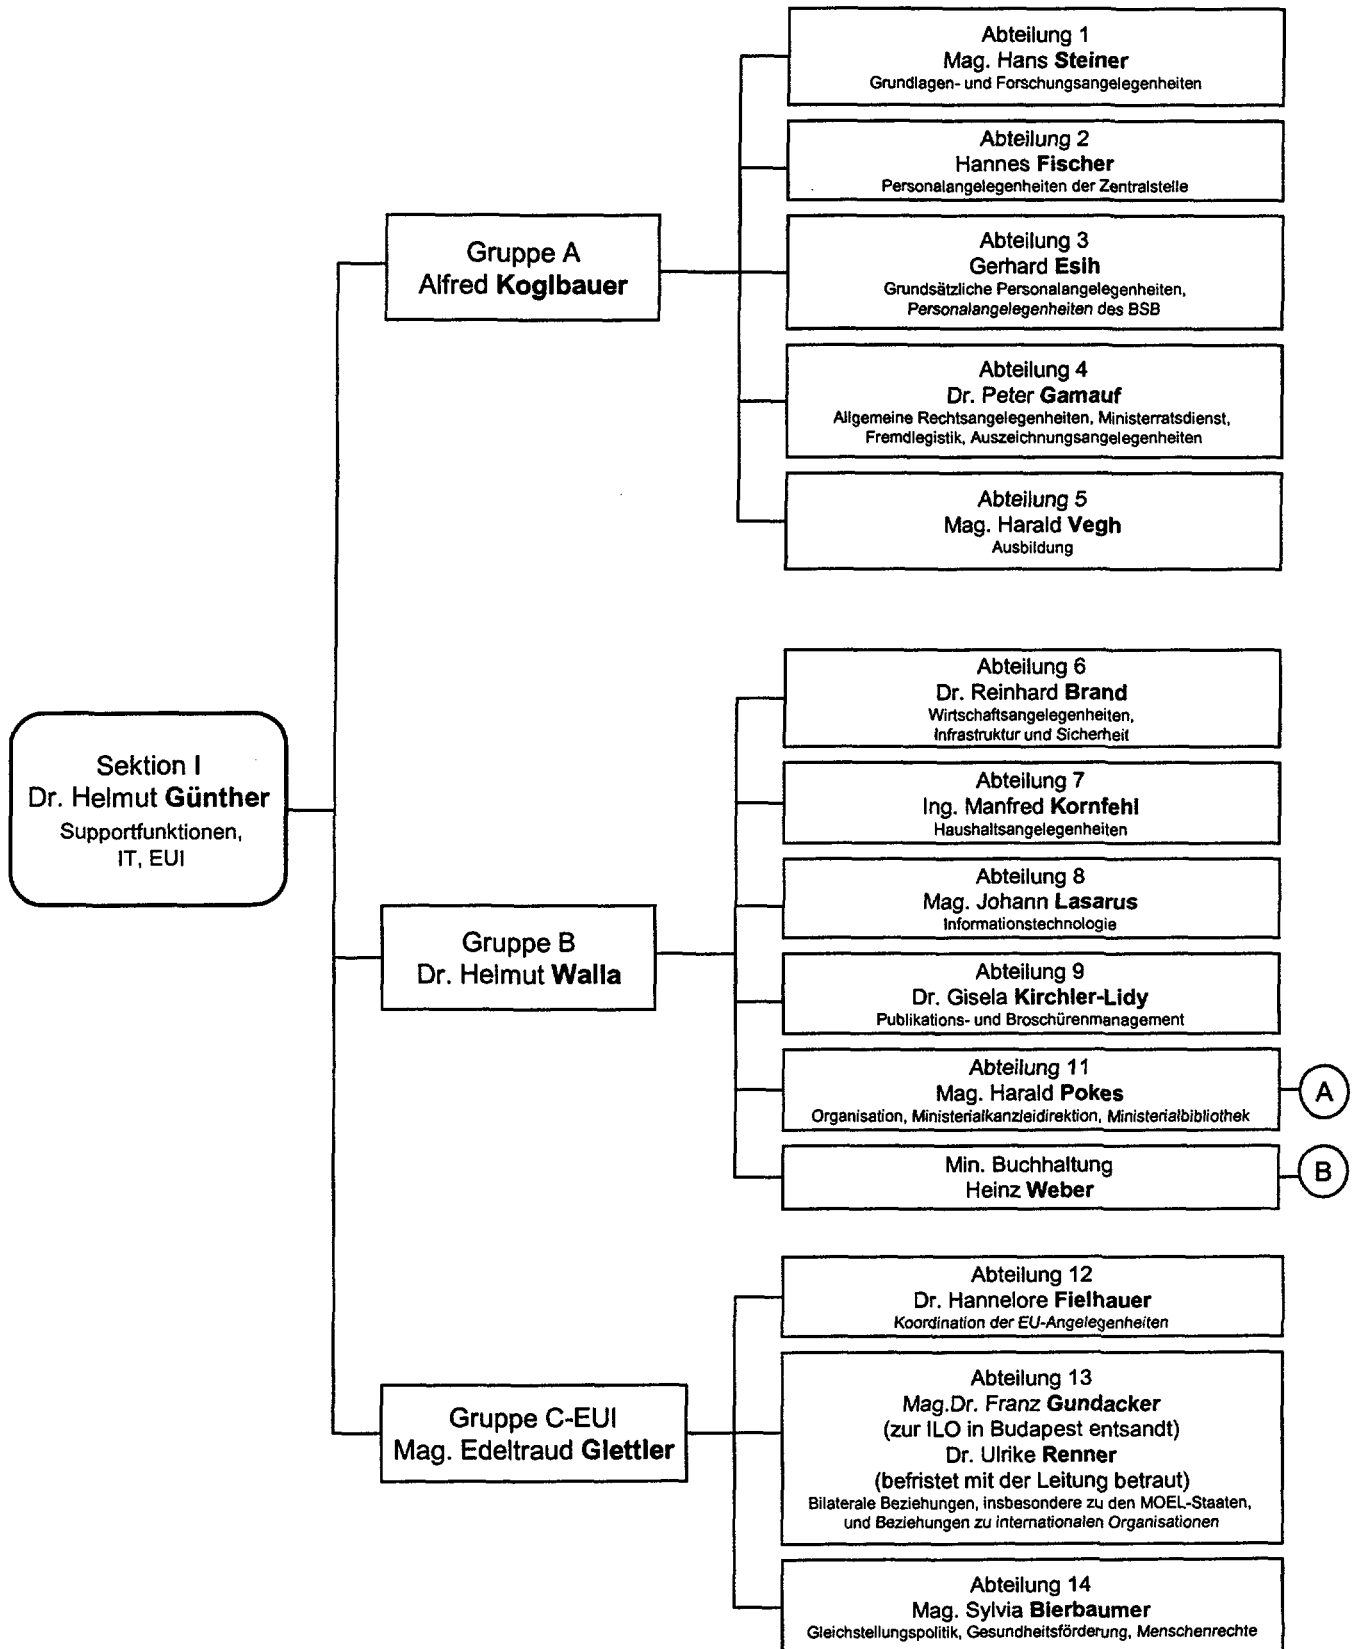 Sektion I
Dr. Helmut Günther
Supportfunktionen,
IT, EUI
Gruppe A
Alfred Koglbauer
Abteilung 1
Mag. Hans Steiner
Grundlagen- und Forschungsangelegenheiten
Abteilung 2
Hannes Fischer
Personalangelegenheiten der Zentralstelle
Abteilung 3
Gerhard Esih
Grundsätzliche Personalangelegenheiten,
Personalangelegenheiten des BSB
Abteilung 4
Dr. Peter Gamauf
Allgemeine Rechtsangelegenheiten, Ministerratsdienst,
Fremdlegistik, Auszeichnungsangelegenheiten
Abteilung 5
Mag. Harald Vegh
Ausbildung
Gruppe B
Dr. Helmut Walla
Abteilung 6
Dr. Reinhard Brand
Wirtschaftsangelegenheiten,
Infrastruktur und Sicherheit
Abteilung 7
Ing. Manfred Kornfehl
Haushaltsangelegenheiten
Abteilung 8
Mag. Johann Lasarus
Informationstechnologie
Abteilung 9
Dr. Gisela Kirchler-Lidy
Publikations- und Broschürenmanagement
Abteilung 11
Mag. Harald Pokes
Organisation, Ministerialkanzleidirektion, Ministerialbibliothek
A
Min. Buchhaltung
Heinz Weber
B
Gruppe C-EUI
Mag. Edeltraud Glettler
Abteilung 12
Dr. Hannelore Fielhauer
Koordination der EU-Angelegenheiten
Abteilung 13
Mag.Dr. Franz Gundacker
(zur ILO in Budapest entsandt)
Dr. Ulrike Renner
(befristet mit der Leitung betraut)
Bilaterale Beziehungen, insbesondere zu den MOEL-Staaten,
und Beziehungen zu internationalen Organisationen
Abteilung 14
Mag. Sylvia Bierbaumer
Gleichstellungspolitik, Gesundheitsförderung, Menschenrechte